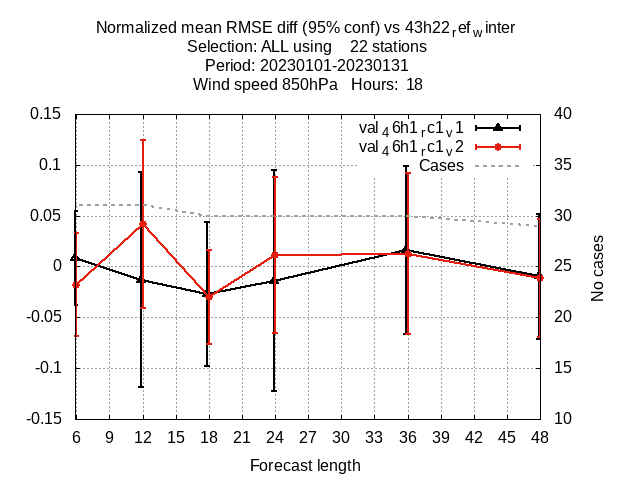 Normalized mean RMSE diff (95% conf) vs 43h22refwinter
Selection: ALL using 22 stations
Period: 20230101-20230131
Wind speed 850hPa Hours: 18
val46h1rc1v1
val46h1rc1v2
Cases
0.15
0.1
0.05
0
-0.05
-0.1
-0.15
40
35
30
25
20
15
10
No cases
6 9 12 15 18 21 24 27 30 33 36 39 42 45 48
Forecast length